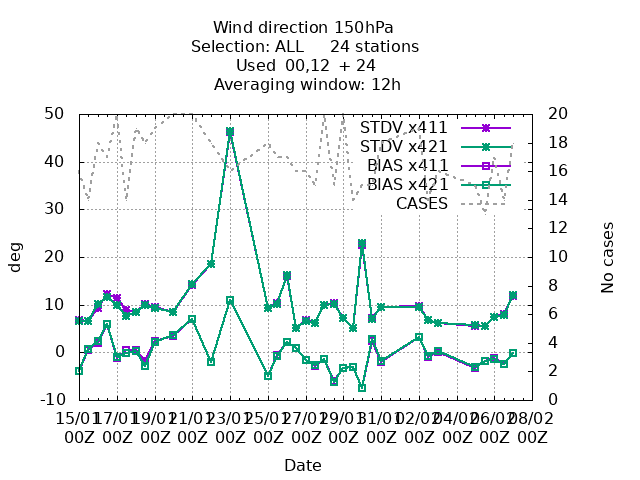 Wind direction 150hPa
Selection: ALL 24 stations
Used 00,12 + 24
Averaging window: 12h
50
40
30
20
10
0
-10
deg
20
18
16
14
12
10
8
6
4
2
0
No cases
STDV x411
STDV x421
BIAS x411
BIAS x421
CASES
15/01 17/01 19/01 21/01 23/01 25/01 27/01 29/01 31/01 02/02 04/02 06/02 08/02
00Z 00Z 00Z 00Z 00Z 00Z 00Z 00Z 00Z 00Z 00Z 00Z 00Z
Date